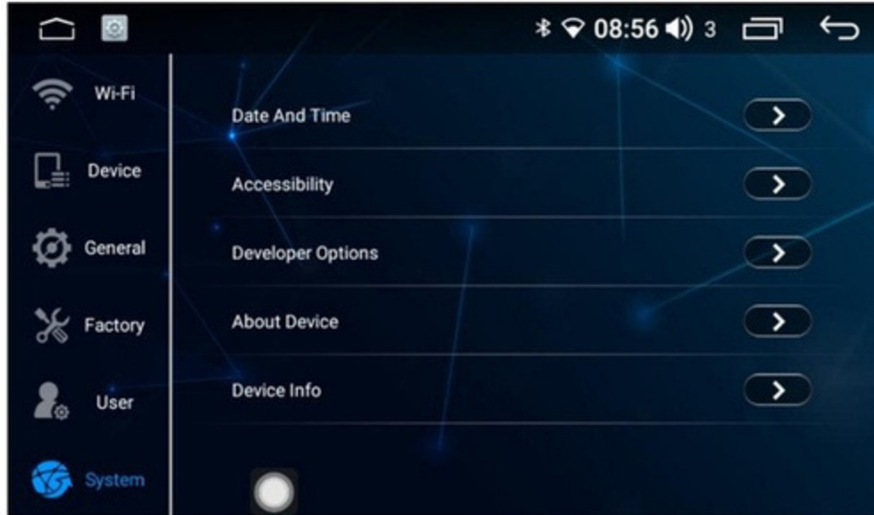 08:56 3
Wi-Fi
Device
General
Factory
User
System
Date And Time
Accessibility
Developer Options
About Device
Device Info